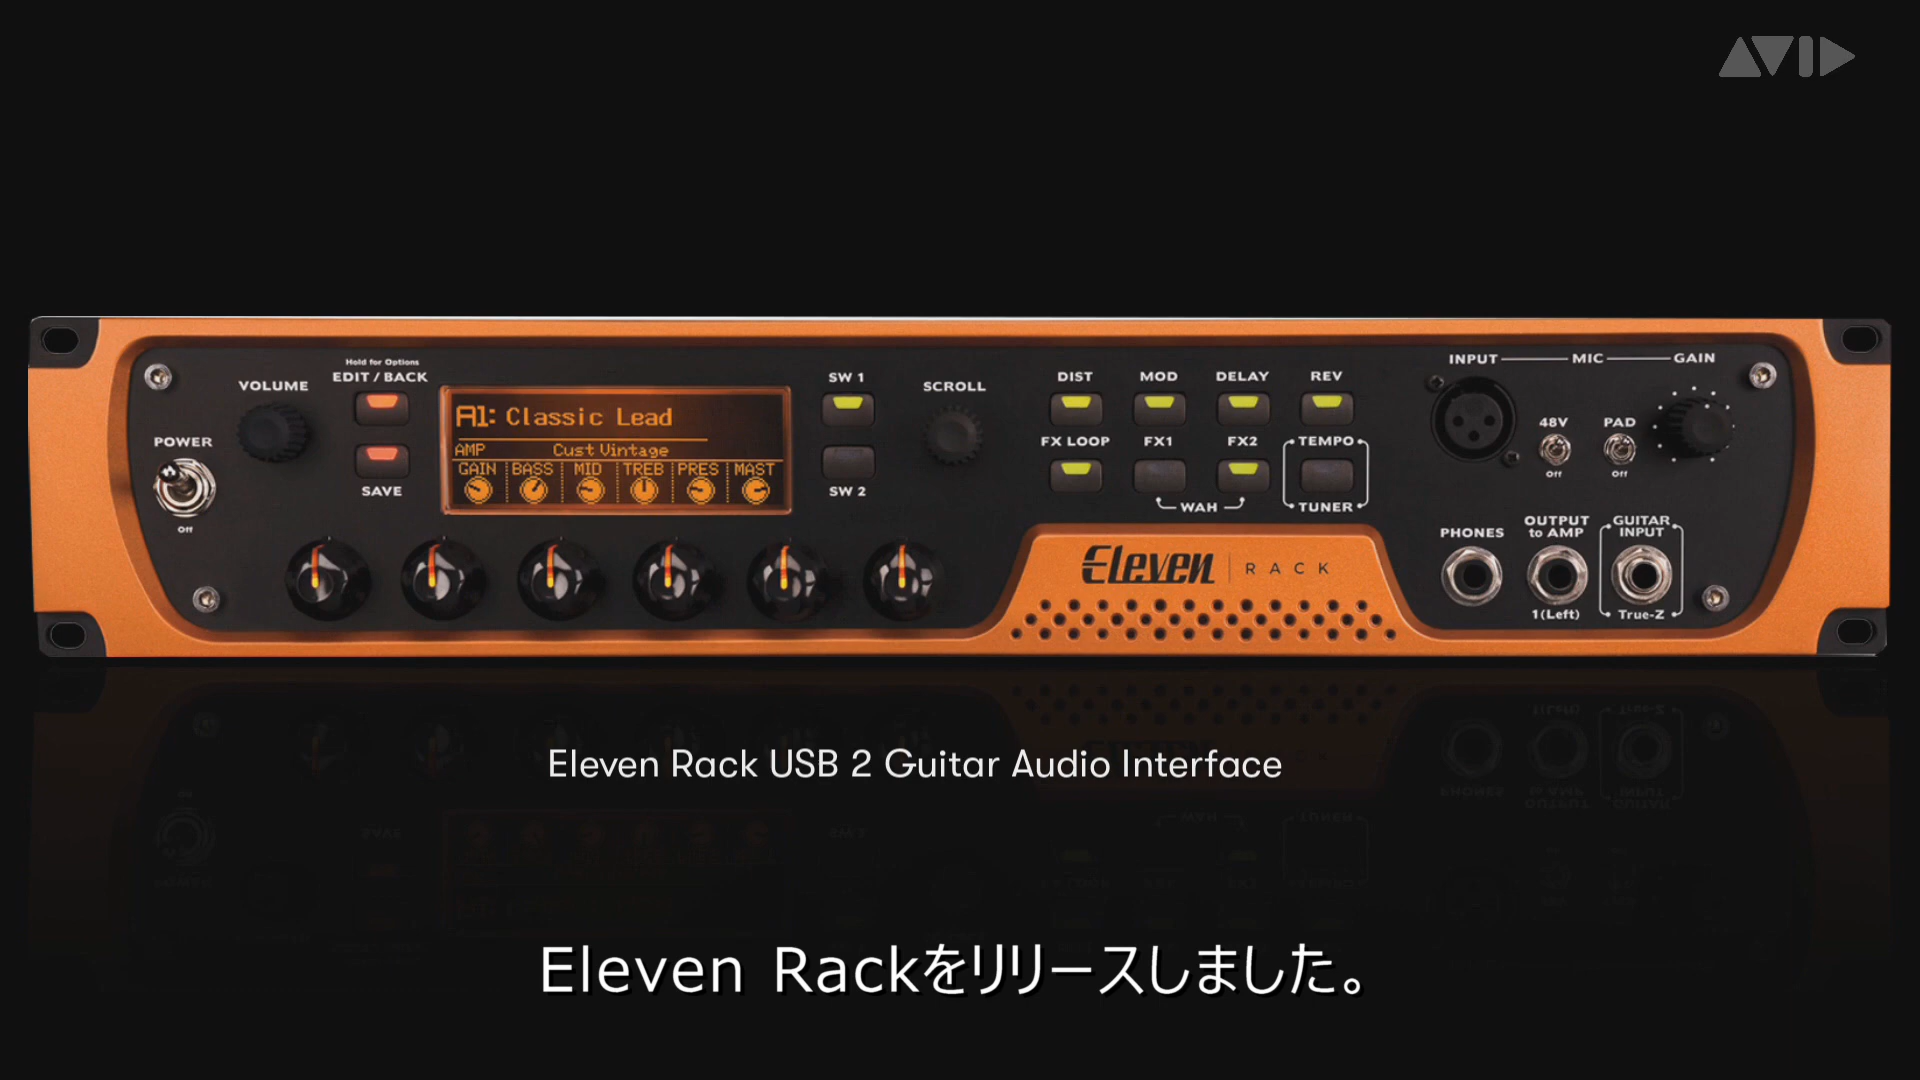 AVID
Hold for Options
EDIT / BACK
VOLUME
POWER
Off
SAVE
A1: Classic Lead
AMP Cust Vintage
GAIN BASS MID TREB PRES MAST
SW 1
SW 2
SCROLL
DIST MOD DELAY REV
FX LOOP FX1 FX2 TEMPO
WAH TUNER
INPUT MIC GAIN
48V PAD
Off Off
PHONES
OUTPUT
to AMP
1(Left)
GUITAR
INPUT
True-Z
Eleven RACK
Eleven Rack USB 2 Guitar Audio Interface
Eleven Rackをリリースしました。